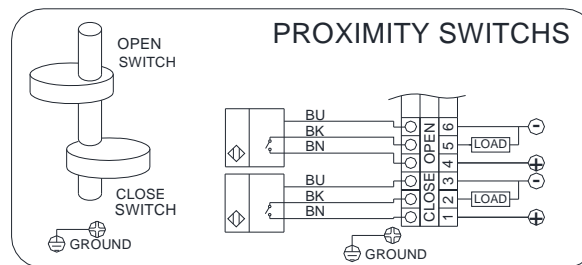 PROXIMITY SWITCHS
OPEN
SWITCH
CLOSE
SWITCH
GROUND
BU
BK
BN
BU
BK
BN
OPEN
CLOSE
6
5
4
3
2
1
LOAD
LOAD
-
+
-
+
GROUND